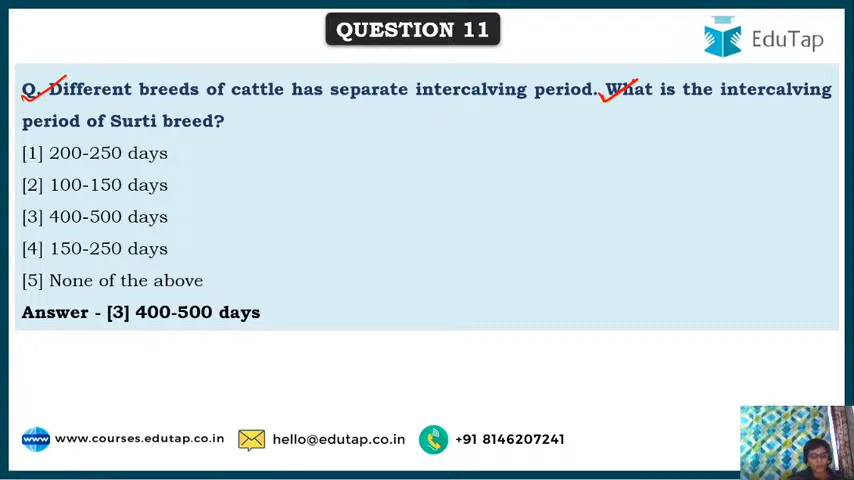 QUESTION 11
EduTap
Q. Different breeds of cattle has separate intercalving period. What is the intercalving
period of Surti breed?
[1] 200-250 days
[2] 100-150 days
[3] 400-500 days
[4] 150-250 days
[5] None of the above
Answer - [3] 400-500 days
www www.courses.edutap.co.in hello@edutap.co.in +91 8146207241